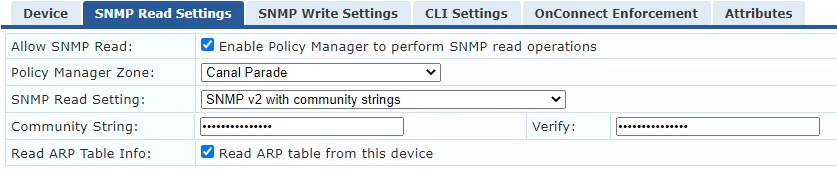 Device SNMP Read Settings SNMP Write Settings CLI Settings OnConnect Enforcement Attributes
Allow SNMP Read: Enable Policy Manager to perform SNMP read operations
Policy Manager Zone: Canal Parade
SNMP Read Setting: SNMP v2 with community strings
Community String: •••••••••••••• Verify: ••••••••••••••
Read ARP Table Info: Read ARP table from this device